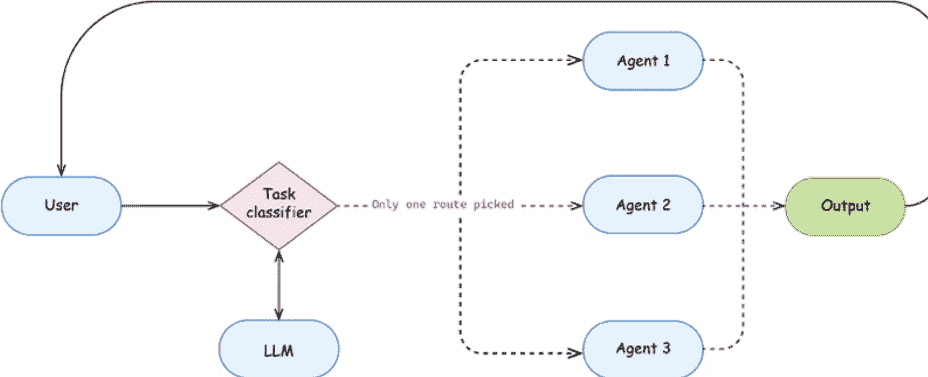 Agent 1
User
Task
classifier
Only one route picked
Agent 2
Output
LLM
Agent 3